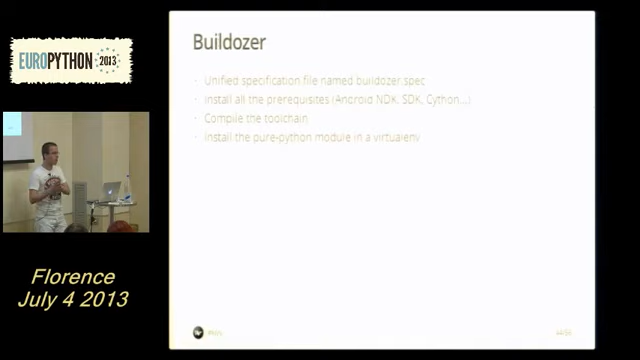 EUROPYTHON 2013
Florence
July 4 2013
Buildozer
· Unified specification file named buildozer.spec
· Install all the prerequisites (Android NDK, SDK, Cython...)
· Compile the toolchain
· Install the pure-python module in a virtualenv